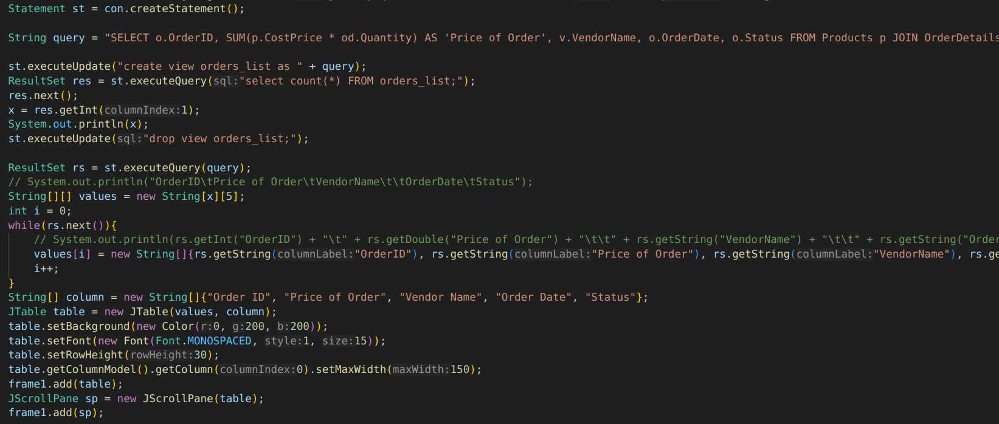 Statement st = con.createStatement();
String query = "SELECT o.OrderID, SUM(p.CostPrice * od.Quantity) AS 'Price of Order', v.VendorName, o.OrderDate, o.Status FROM Products p JOIN OrderDetails
st.executeUpdate("create view orders_list as " + query);
ResultSet res = st.executeQuery(sql:"select count(*) FROM orders_list;");
res.next();
x = res.getInt(columnIndex:1);
System.out.println(x);
st.executeUpdate(sql:"drop view orders_list;");
ResultSet rs = st.executeQuery(query);
// System.out.println("OrderID\tPrice of Order\tVendorName\t\tOrderDate\tStatus");
String[][] values = new String[x][5];
int i = 0;
while(rs.next()){
// System.out.println(rs.getInt("OrderID") + "\t" + rs.getDouble("Price of Order") + "\t\t" + rs.getString("VendorName") + "\t\t" + rs.getString("Order
values[i] = new String[]{rs.getString(columnLabel:"OrderID"), rs.getString(columnLabel:"Price of Order"), rs.getString(columnLabel:"VendorName"), rs.ge
i++;
}
String[] column = new String[]{"Order ID", "Price of Order", "Vendor Name", "Order Date", "Status"};
JTable table = new JTable(values, column);
table.setBackground(new Color(r:0, g:200, b:200));
table.setFont(new Font(Font.MONOSPACED, style:1, size:15));
table.setRowHeight(rowHeight:30);
table.getColumnModel().getColumn(columnIndex:0).setMaxWidth(maxWidth:150);
frame1.add(table);
JScrollPane sp = new JScrollPane(table);
frame1.add(sp);